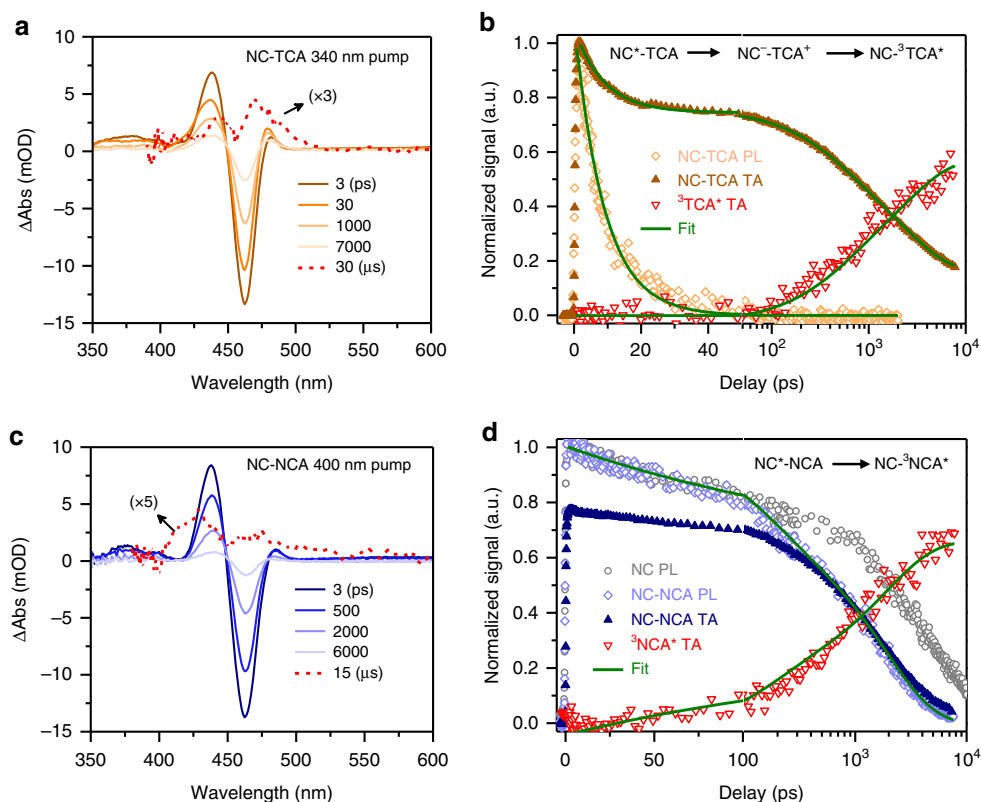 a
NC-TCA 340 nm pump
(×3)
10
5
0
−5
−10
−15
ΔAbs (mOD)
3 (ps)
30
1000
7000
30 (μs)
350 400 450 500 550 600
Wavelength (nm)
b
NC*-TCA → NC⁻-TCA⁺ → NC-³TCA*
1.0
0.8
0.6
0.4
0.2
0.0
Normalized signal (a.u.)
NC-TCA PL
NC-TCA TA
³TCA* TA
Fit
0 20 40 10² 10³ 10⁴
Delay (ps)
c
NC-NCA 400 nm pump
(×5)
10
5
0
−5
−10
−15
ΔAbs (mOD)
3 (ps)
500
2000
6000
15 (μs)
350 400 450 500 550 600
Wavelength (nm)
d
NC*-NCA → NC-³NCA*
1.0
0.8
0.6
0.4
0.2
0.0
Normalized signal (a.u.)
NC PL
NC-NCA PL
NC-NCA TA
³NCA* TA
Fit
0 50 100 10³ 10⁴
Delay (ps)